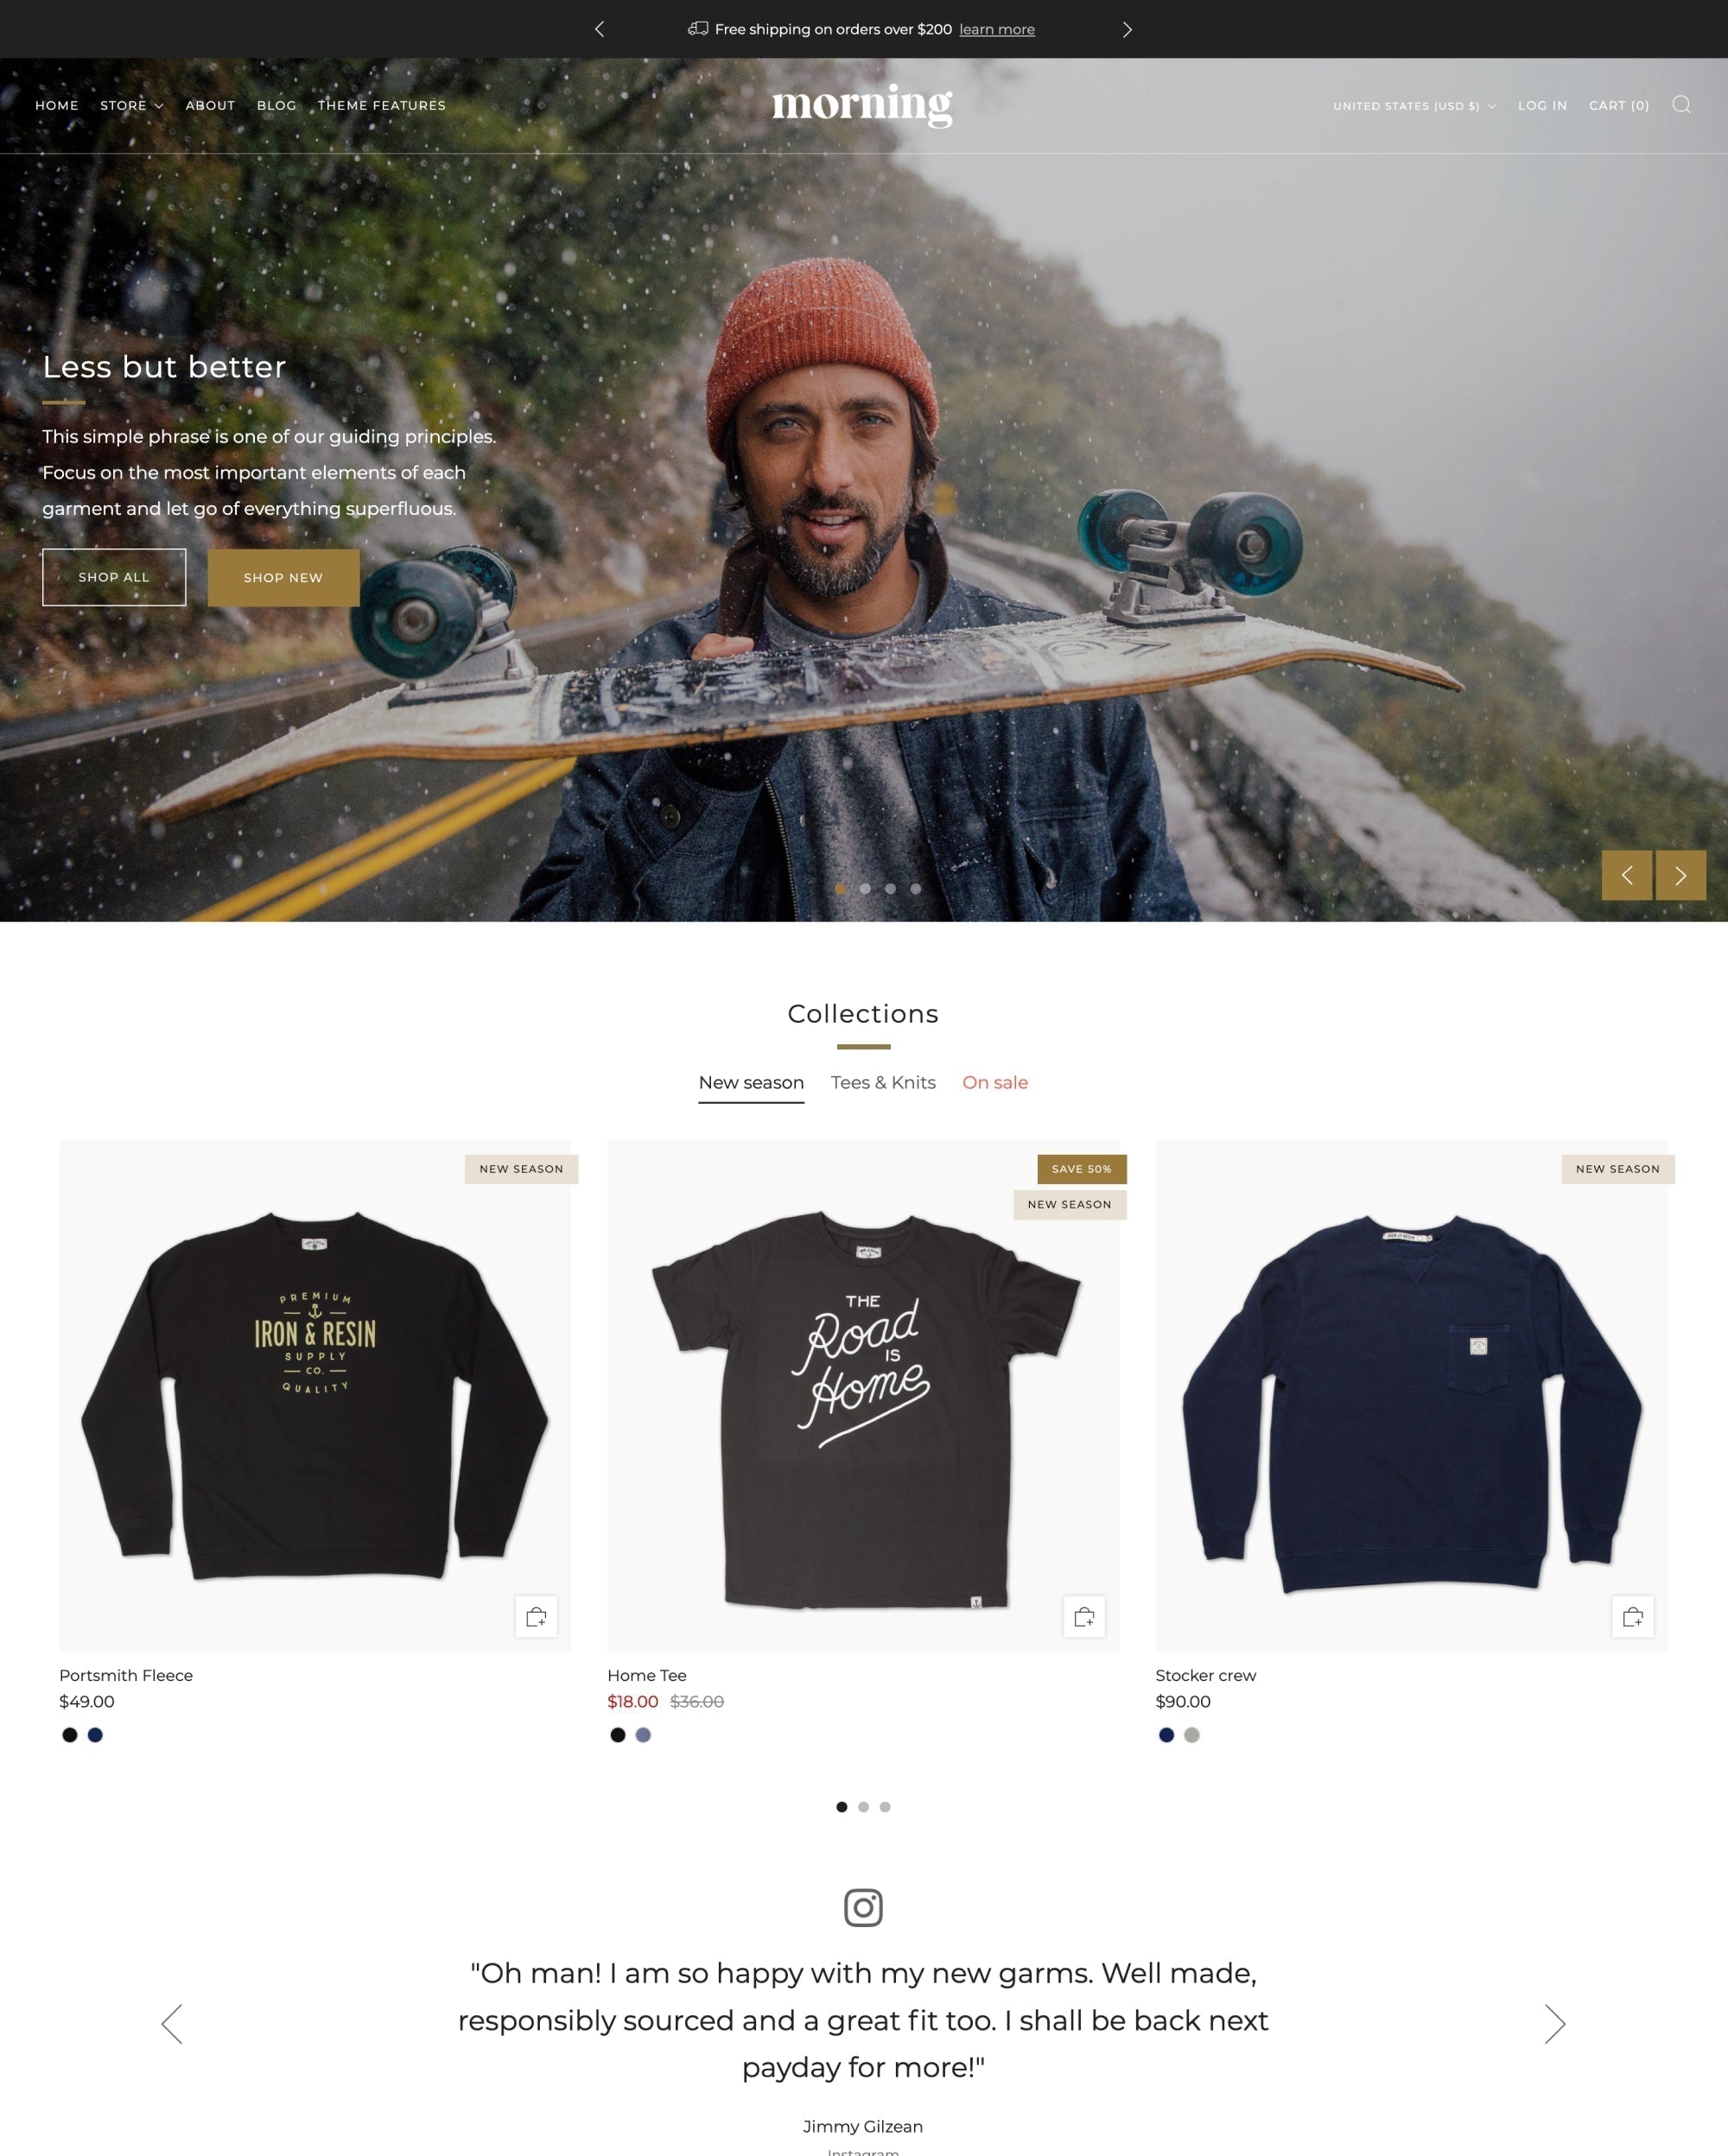 Free shipping on orders over $200 learn more
HOME STORE ABOUT BLOG THEME FEATURES
morning
UNITED STATES (USD $) LOG IN CART (0)
Less but better
This simple phrase is one of our guiding principles.
Focus on the most important elements of each
garment and let go of everything superfluous.
SHOP ALL SHOP NEW
Collections
New season Tees & Knits On sale
NEW SEASON
PREMIUM
IRON & RESIN
SUPPLY
CO.
QUALITY
Portsmith Fleece
$49.00
SAVE 50%
NEW SEASON
THE
Road
IS
Home
Home Tee
$18.00 $36.00
NEW SEASON
Stocker crew
$90.00
"Oh man! I am so happy with my new garms. Well made,
responsibly sourced and a great fit too. I shall be back next
payday for more!"
Jimmy Gilzean
Instagram